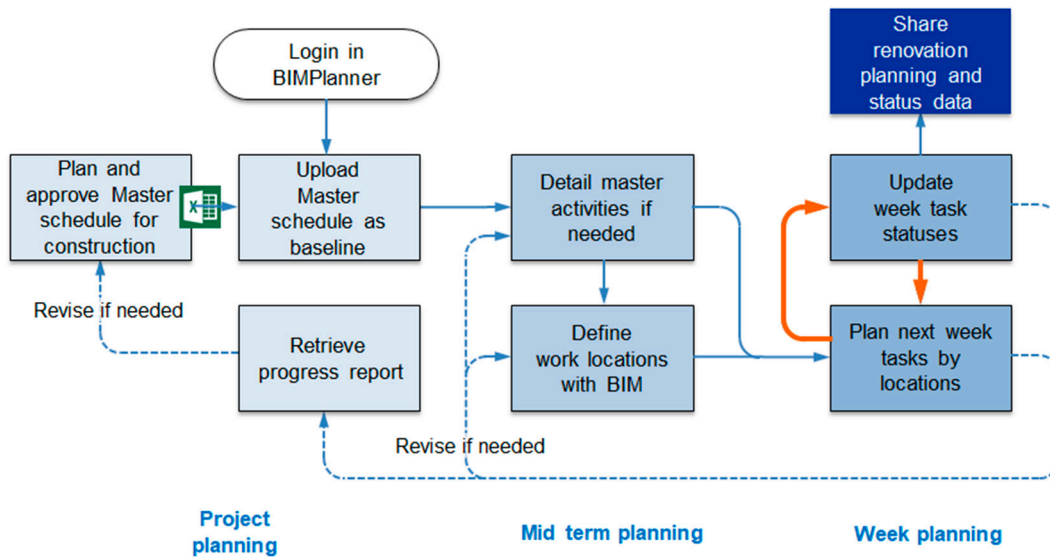 Login in
BIMPlanner
Share
renovation
planning and
status data
Plan and
approve Master
schedule for
construction
X
Upload
Master
schedule as
baseline
Detail master
activities if
needed
Update
week task
statuses
Revise if needed
Retrieve
progress report
Define
work locations
with BIM
Plan next week
tasks by
locations
Revise if needed
Project
planning
Mid term planning
Week planning